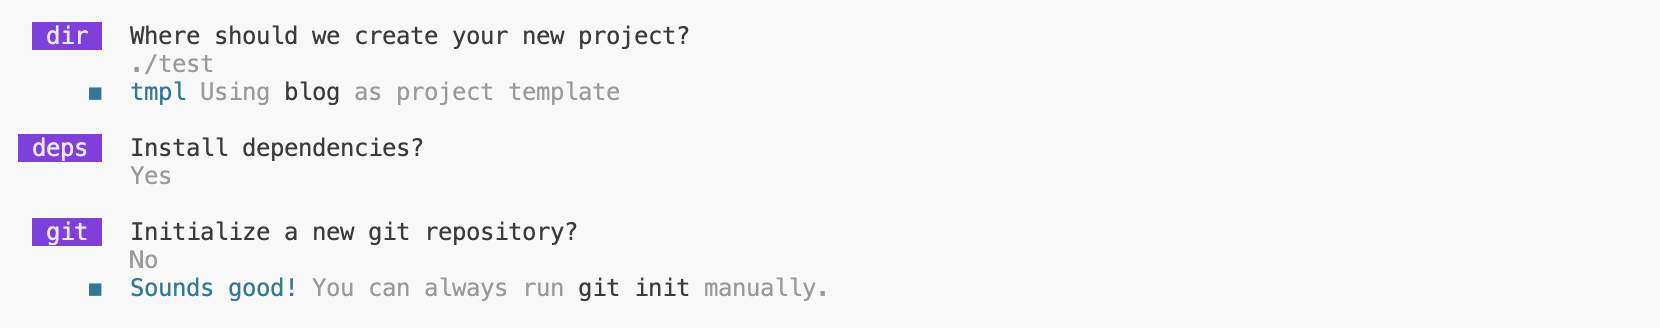 dir Where should we create your new project?
./test
■ tmpl Using blog as project template
deps Install dependencies?
Yes
git Initialize a new git repository?
No
■ Sounds good! You can always run git init manually.